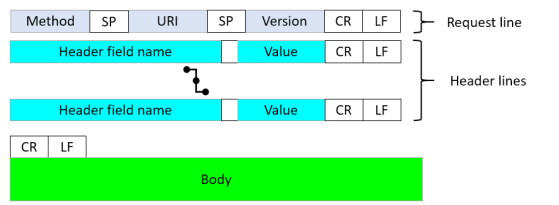 Method SP URI SP Version CR LF Request line
Header field name Value CR LF
Header lines
Header field name Value CR LF
CR LF
Body